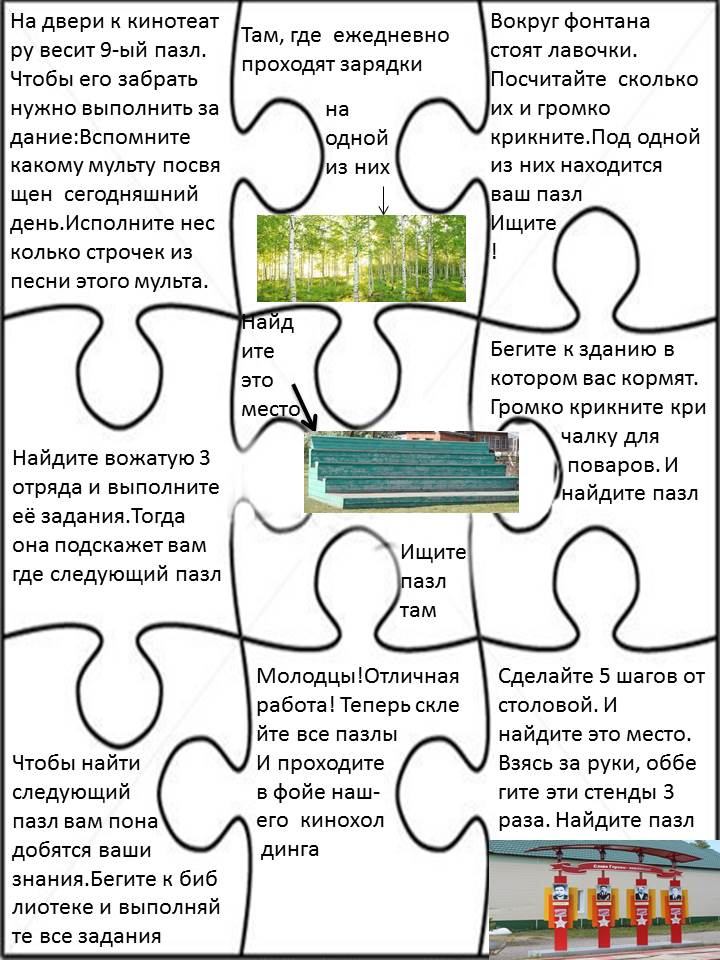 На двери к кинотеат
ру весит 9-ый пазл.
Чтобы его забрать
нужно выполнить за
дание:Вспомните
какому мульту посвя
щен сегодняшний
день.Исполните нес
колько строчек из
песни этого мульта.
Там, где ежедневно
проходят зарядки
на
одной
из них
Вокруг фонтана
стоят лавочки.
Посчитайте сколько
их и громко
крикните.Под одной
из них находится
ваш пазл
Ищите
!
Найдите вожатую 3
отряда и выполните
её задания.Тогда
она подскажет вам
где следующий пазл
Найд
ите
это
место
Ищите
пазл
там
Бегите к зданию в
котором вас кормят.
Громко крикните кри
чалку для
поваров. И
найдите пазл
Чтобы найти
следующий
пазл вам пона
добятся ваши
знания.Бегите к биб
лиотеке и выполняй
те все задания
Молодцы!Отличная
работа! Теперь скле
йте все пазлы
И проходите
в фойе наш-
его кинохол
динга
Сделайте 5 шагов от
столовой. И
найдите это место.
Взясь за руки, оббе
гите эти стенды 3
раза. Найдите пазл